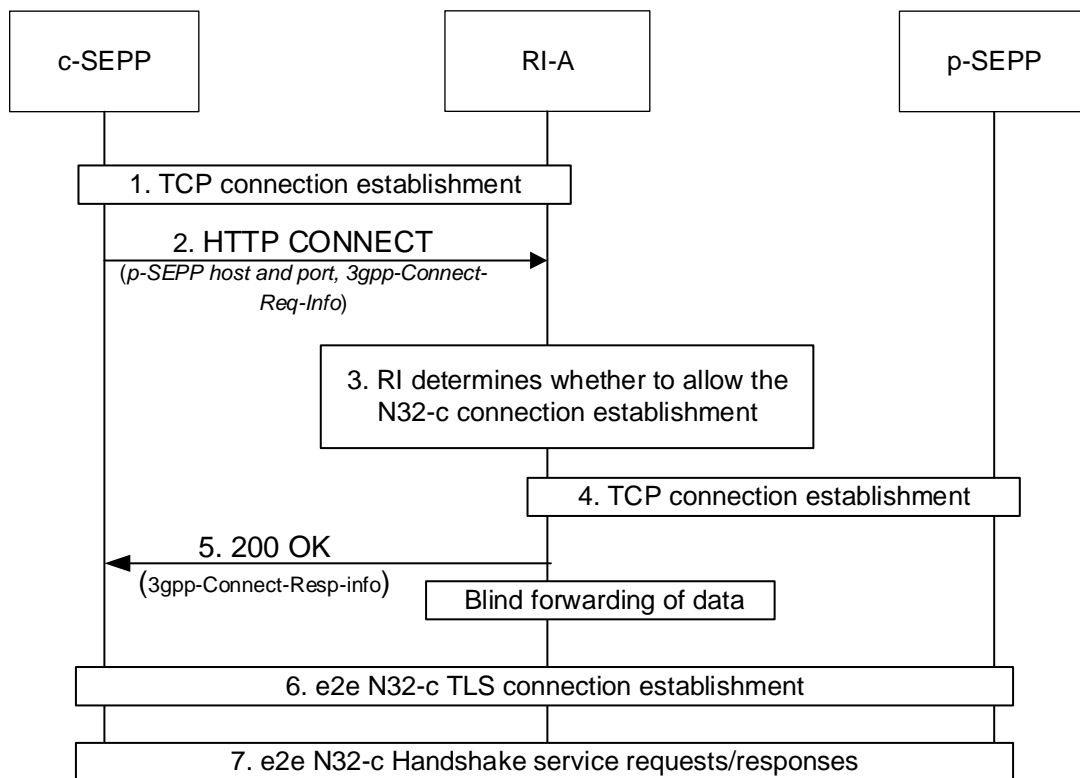 c-SEPP
RI-A
p-SEPP
1. TCP connection establishment
2. HTTP CONNECT
(p-SEPP host and port, 3gpp-Connect-
Req-Info)
3. RI determines whether to allow the
N32-c connection establishment
4. TCP connection establishment
5. 200 OK
(3gpp-Connect-Resp-info)
Blind forwarding of data
6. e2e N32-c TLS connection establishment
7. e2e N32-c Handshake service requests/responses